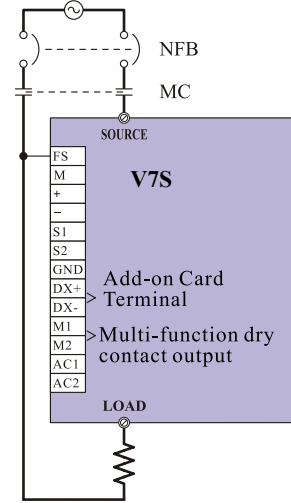 NFB
MC
SOURCE
V7S
FS
M
+
−
S1
S2
GND
DX+
DX-
M1
M2
AC1
AC2
> Add-on Card
Terminal
> Multi-function dry
contact output
LOAD